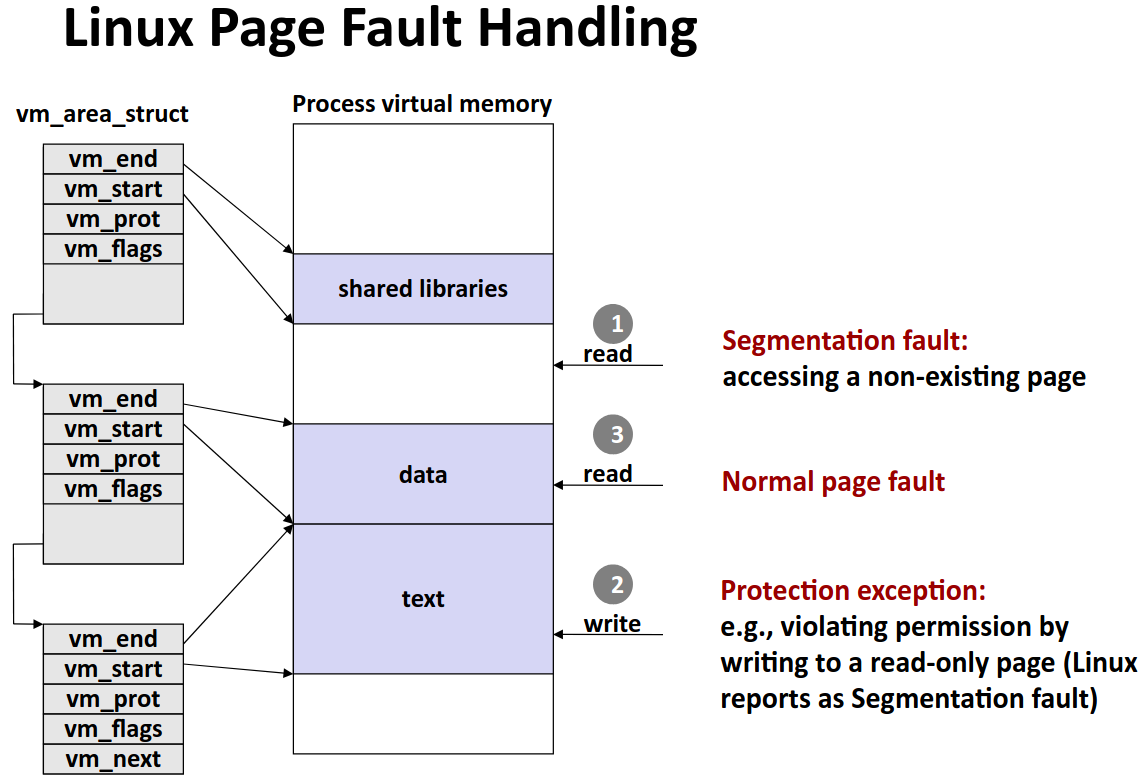 Linux Page Fault Handling
vm_area_struct
Process virtual memory
vm_end
vm_start
vm_prot
vm_flags
shared libraries
1
read
Segmentation fault:
accessing a non-existing page
vm_end
vm_start
vm_prot
vm_flags
data
3
read
Normal page fault
text
2
write
Protection exception:
e.g., violating permission by
writing to a read-only page (Linux
reports as Segmentation fault)
vm_end
vm_start
vm_prot
vm_flags
vm_next